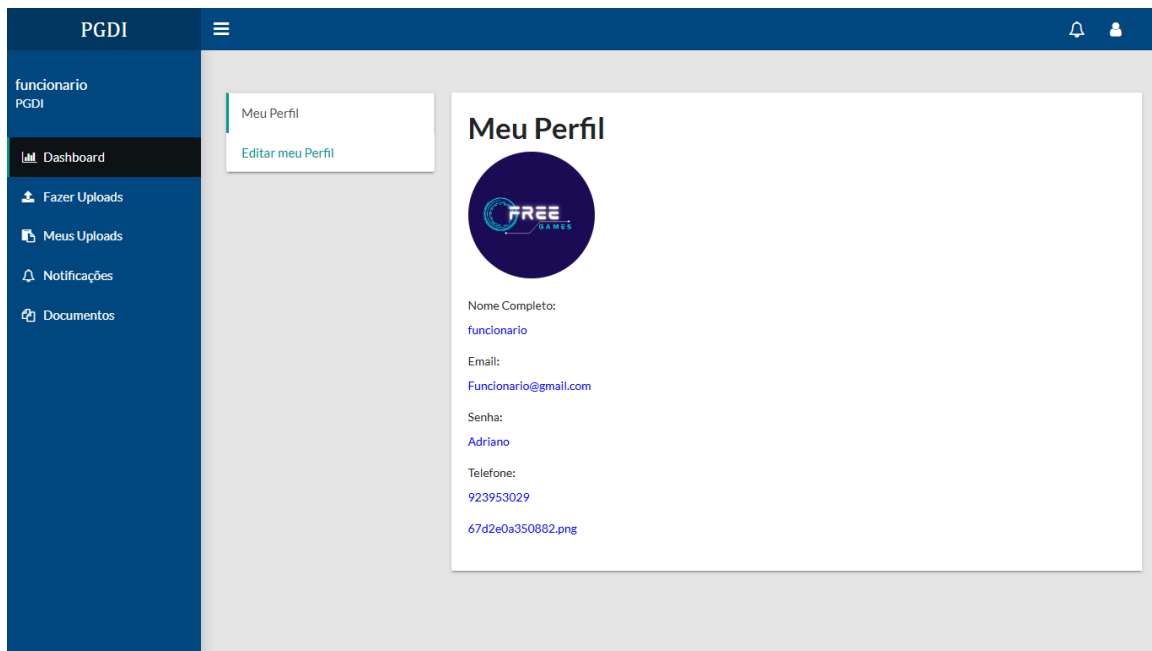 PGDI
funcionario
PGDI
Dashboard
Fazer Uploads
Meus Uploads
Notificações
Documentos
Meu Perfil
Editar meu Perfil
Meu Perfil
FREE
GAMES
Nome Completo:
funcionario
Email:
Funcionario@gmail.com
Senha:
Adriano
Telefone:
923953029
67d2e0a350882.png